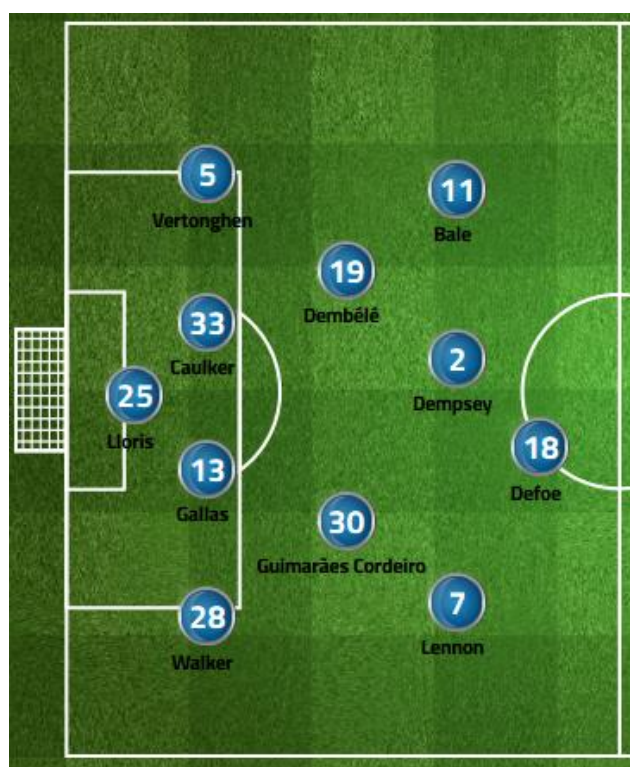 5
Vertonghen
11
Bale
19
Dembélé
33
Caulker
2
Dempsey
25
Lloris
18
Defoe
13
Gallas
30
Guimarães Cordeiro
7
Lennon
28
Walker